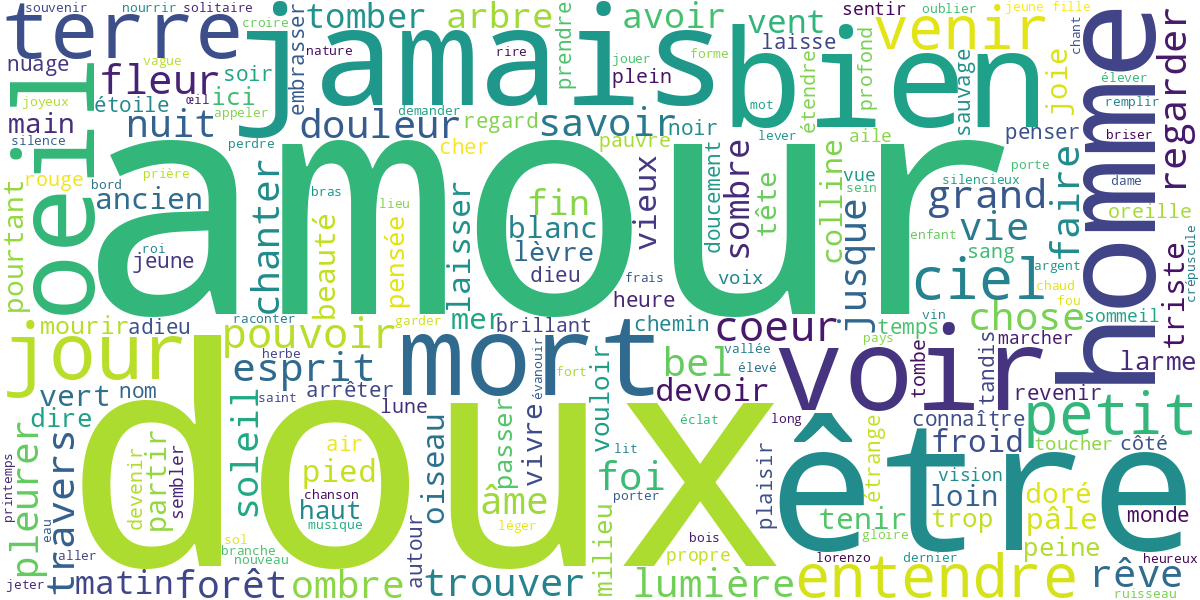 souvenir
nourrir
solitaire
croire
terre
jamais
tomber
arbre
prendre
avoir
vent
laisse
sentir
oublier
jeune fille
venir
chant
homme
regarder
nuage
vague
fleur
soir
embrasser
nature
rire
jouer
forme
plein
bien
étendre
profond
sauvage
joie
élever
remplir
joyeux
étoile
œil
ici
appeler
demander
mot
main
nuit
douleur
regard
savoir
noir
pauvre
lever
aile
penser
briser
silence
perdre
cher
oeil
amour
rouge
prière
bord
ancien
chanter
bras
beauté
lieu
pensée
laisser
fin
blanc
lèvre
dieu
vieux
frais
doucement
sombre
tête
voix
colline
vue
sein
jusque
silencieux
grand
porte
dame
faire
oreille
pourtant
roi
jeune
heure
enfant
vie
sang
ciel
argent
chaud
fou
triste
crépuscule
mourir
adieu
raconter
pouvoir
garder
mer
brillant
chemin
coeur
vin
temps
pays
chose
sommeil
marcher
jour
herbe
esprit
mort
évanouir
fort
bel
vallée
élevé
voir
tombe
tandis
larme
vert
nom
saint
arrêter
lune
vouloir
devoir
revenir
dire
doux
soleil
oiseau
passer
vivre
éclat
long
être
connaître
petit
froid
toucher
côté
printemps
pleurer
travers
devenir
partir
sembler
air
pied
chanson
haut
musique
âme
léger
lit
foi
porter
plaisir
étrange
vision
loin
doré
monde
eau
sol
branche
nouveau
autour
milieu
bois
propre
tenir
gloire
trop
pâle
peine
aller
jeter
matin
forêt
ombre
trouver
lumière
lorenzo
dernier
entendre
rêve
heureux
ruisseau